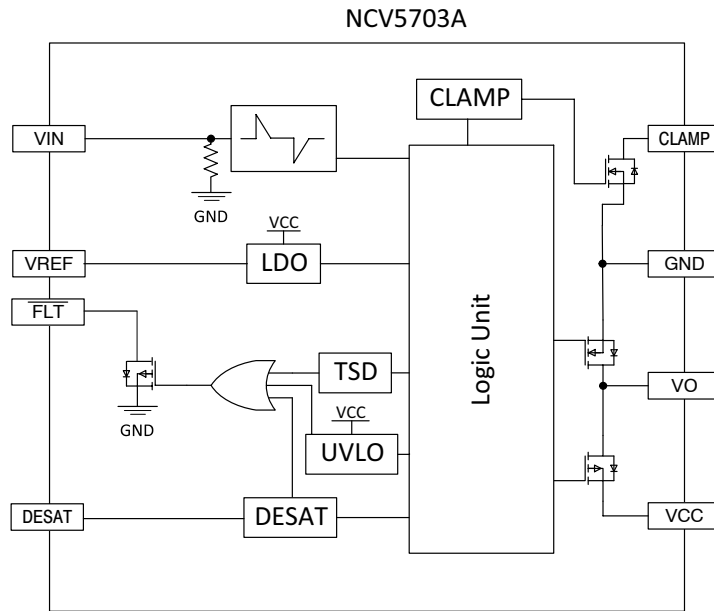 NCV5703A
CLAMP
VIN
CLAMP
GND
VCC
VREF
LDO
GND
FLT
Logic Unit
TSD
VO
GND
VCC
UVLO
DESAT
DESAT
VCC